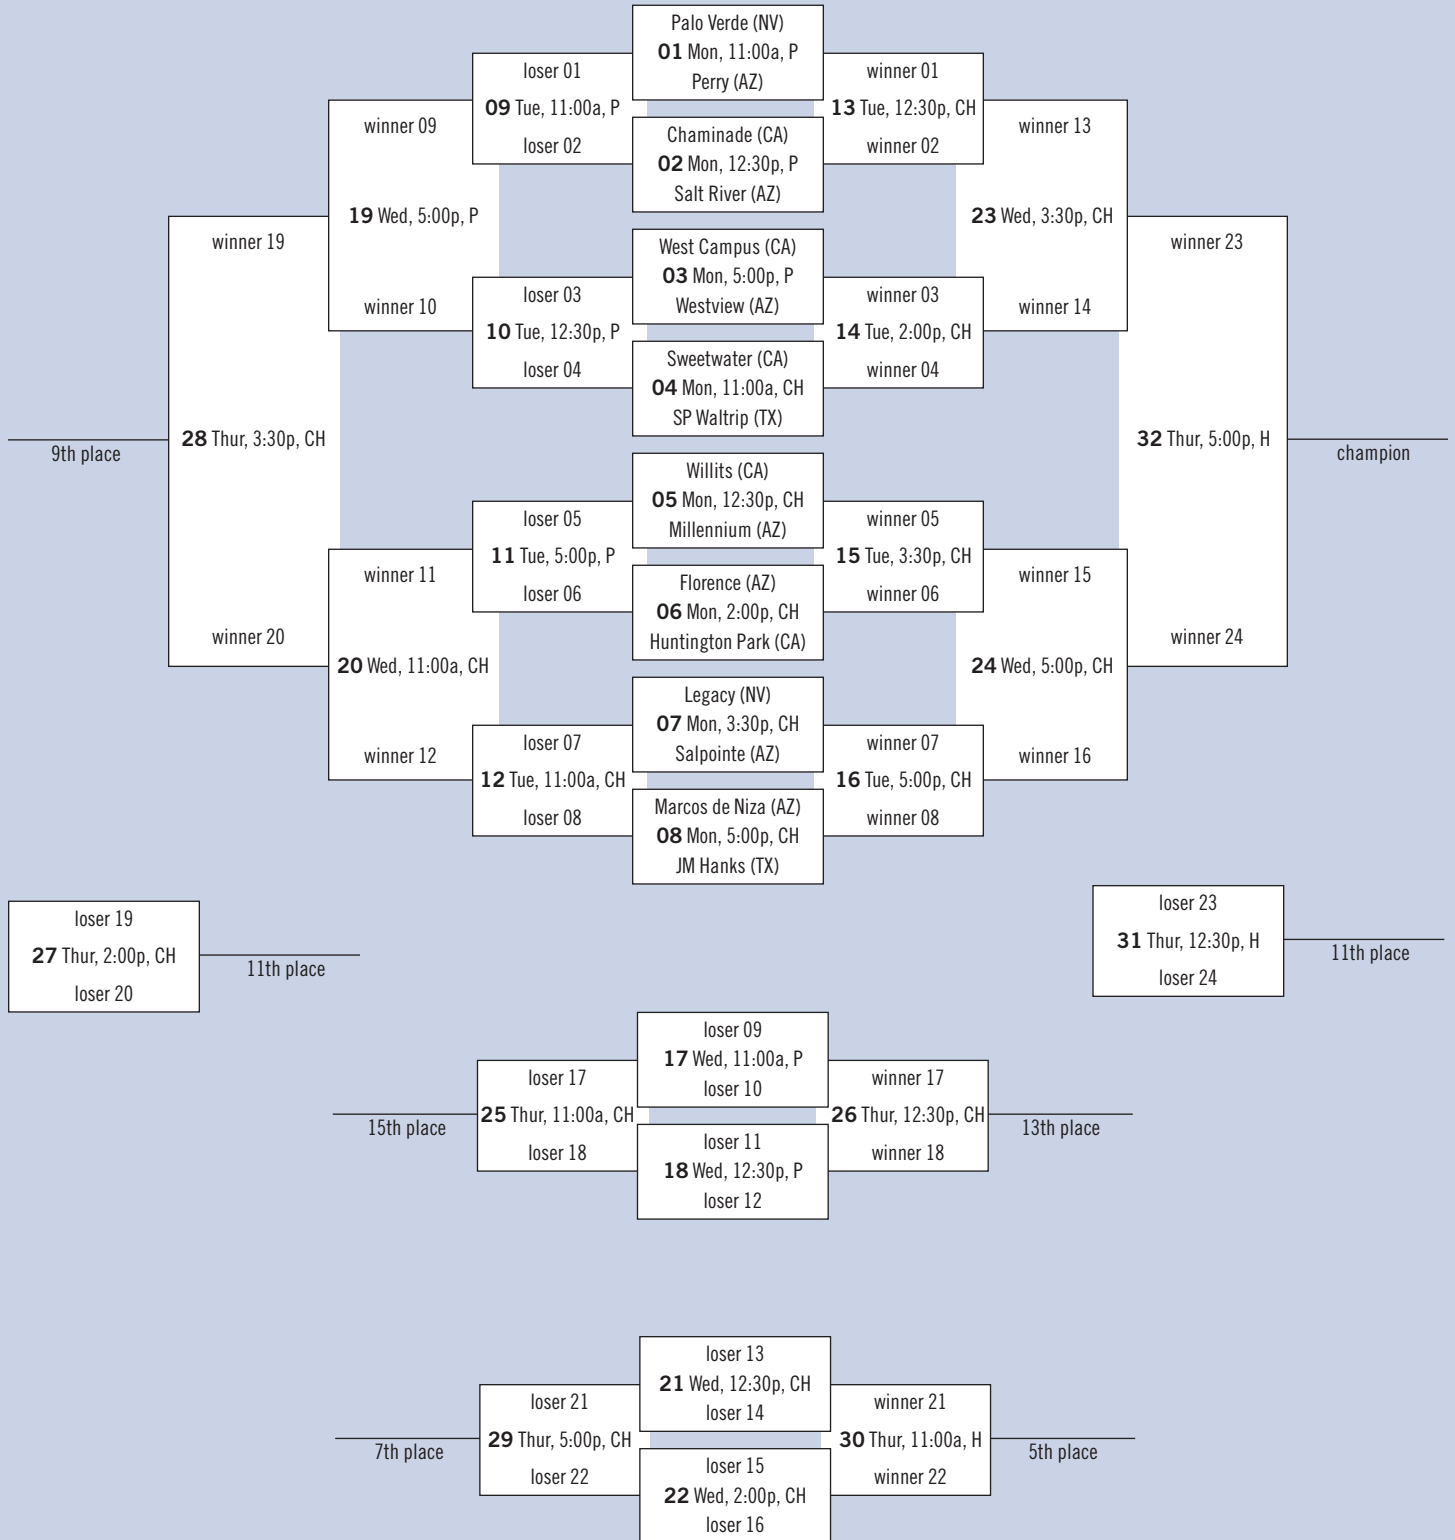 Palo Verde (NV)
01 Mon, 11:00a, P
Perry (AZ)
loser 01
09 Tue, 11:00a, P
loser 02
winner 01
13 Tue, 12:30p, CH
winner 02
Chaminade (CA)
02 Mon, 12:30p, P
Salt River (AZ)
winner 09
19 Wed, 5:00p, P
winner 10
winner 13
23 Wed, 3:30p, CH
winner 14
West Campus (CA)
03 Mon, 5:00p, P
Westview (AZ)
loser 03
10 Tue, 12:30p, P
loser 04
winner 03
14 Tue, 2:00p, CH
winner 04
Sweetwater (CA)
04 Mon, 11:00a, CH
SP Waltrip (TX)
winner 19
28 Thur, 3:30p, CH
winner 20
9th place
winner 23
32 Thur, 5:00p, H
winner 24
champion
Willits (CA)
05 Mon, 12:30p, CH
Millennium (AZ)
loser 05
11 Tue, 5:00p, P
loser 06
winner 05
15 Tue, 3:30p, CH
winner 06
Florence (AZ)
06 Mon, 2:00p, CH
Huntington Park (CA)
winner 11
20 Wed, 11:00a, CH
winner 12
winner 15
24 Wed, 5:00p, CH
winner 16
Legacy (NV)
07 Mon, 3:30p, CH
Salpointe (AZ)
loser 07
12 Tue, 11:00a, CH
loser 08
winner 07
16 Tue, 5:00p, CH
winner 08
Marcos de Niza (AZ)
08 Mon, 5:00p, CH
JM Hanks (TX)
loser 19
27 Thur, 2:00p, CH
loser 20
11th place
loser 23
31 Thur, 12:30p, H
loser 24
11th place
loser 09
17 Wed, 11:00a, P
loser 10
loser 17
25 Thur, 11:00a, CH
loser 18
15th place
winner 17
26 Thur, 12:30p, CH
winner 18
13th place
loser 11
18 Wed, 12:30p, P
loser 12
loser 13
21 Wed, 12:30p, CH
loser 14
loser 21
29 Thur, 5:00p, CH
loser 22
7th place
winner 21
30 Thur, 11:00a, H
winner 22
5th place
loser 15
22 Wed, 2:00p, CH
loser 16